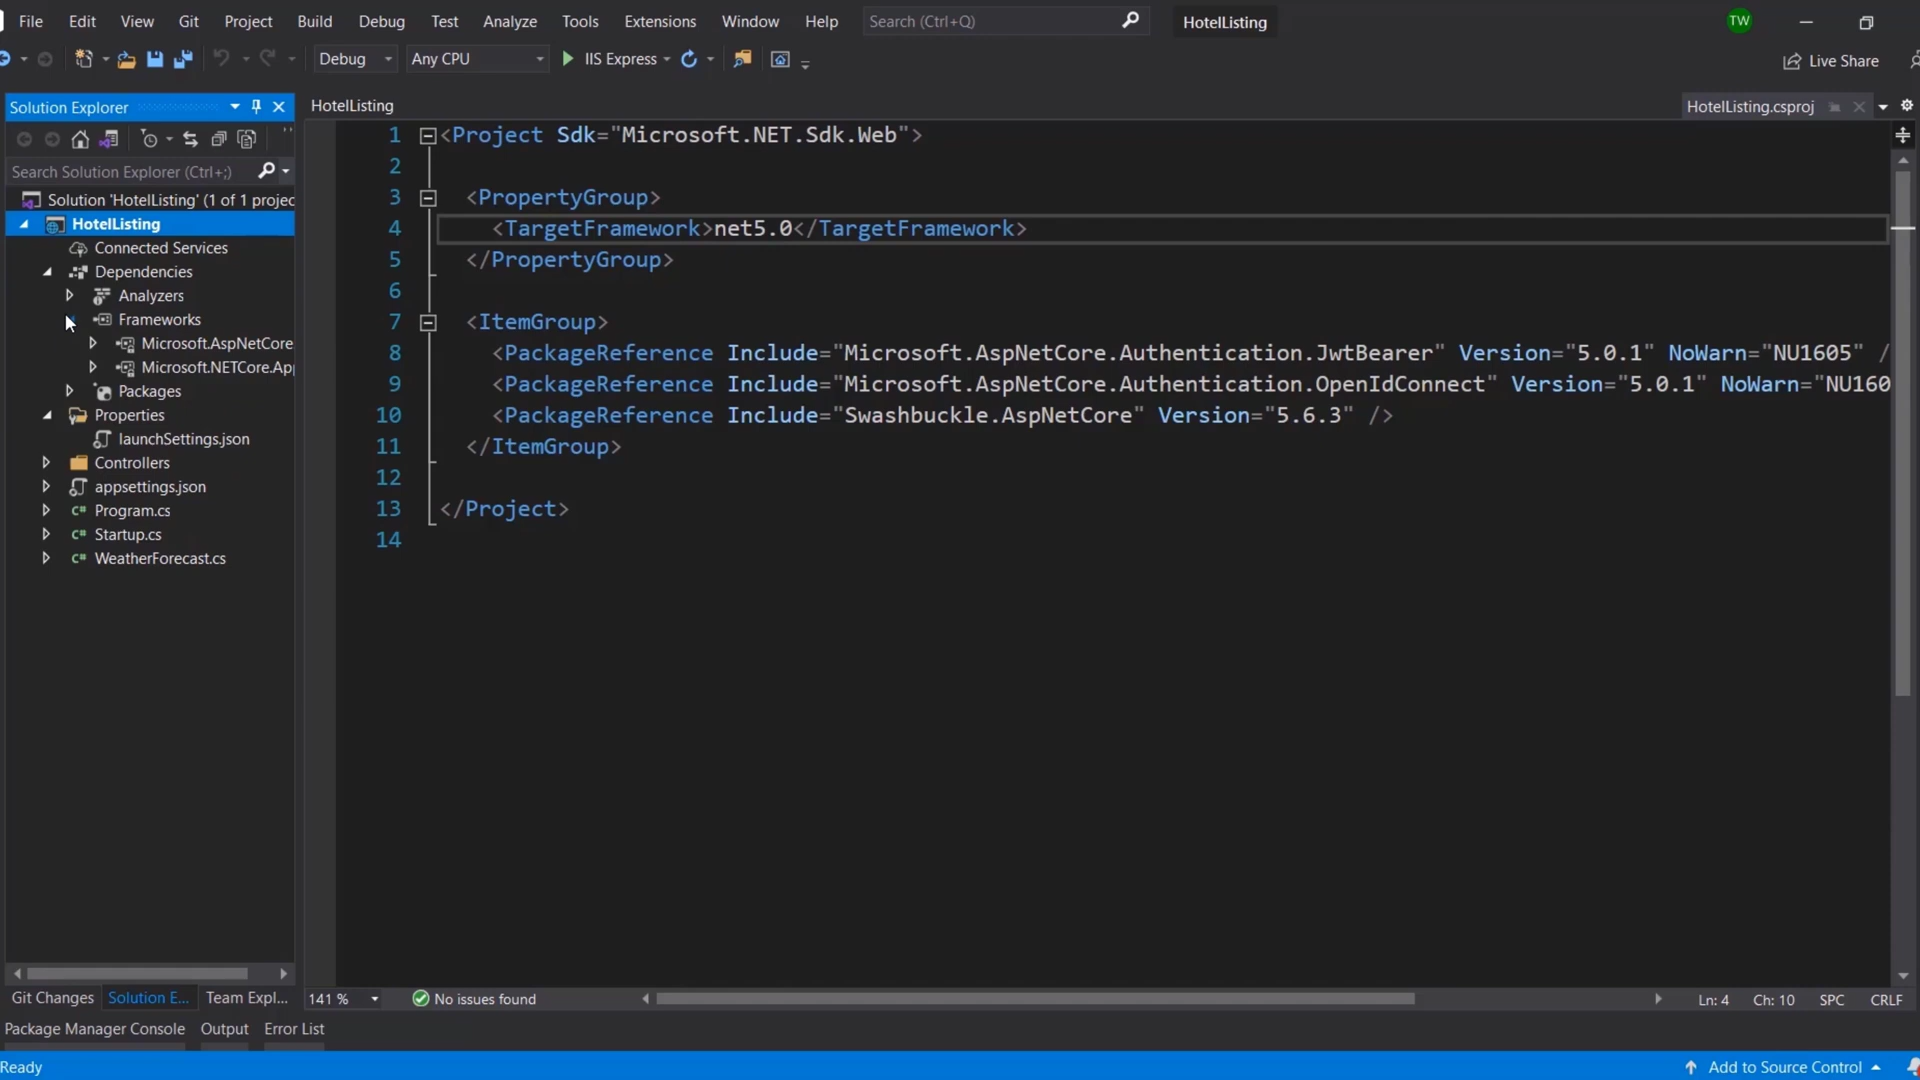 File Edit View Git Project Build Debug Test Analyze Tools Extensions Window Help Search (Ctrl+Q) HotelListing TW
Debug Any CPU IIS Express Live Share
Solution Explorer
Search Solution Explorer (Ctrl+;)
Solution 'HotelListing' (1 of 1 projec
HotelListing
Connected Services
Dependencies
Analyzers
Frameworks
Microsoft.AspNetCore
Microsoft.NETCore.App
Packages
Properties
launchSettings.json
Controllers
appsettings.json
C# Program.cs
C# Startup.cs
C# WeatherForecast.cs
Git Changes Solution E... Team Expl...
HotelListing HotelListing.csproj
1 <Project Sdk="Microsoft.NET.Sdk.Web">
2
3 <PropertyGroup>
4 <TargetFramework>net5.0</TargetFramework>
5 </PropertyGroup>
6
7 <ItemGroup>
8 <PackageReference Include="Microsoft.AspNetCore.Authentication.JwtBearer" Version="5.0.1" NoWarn="NU1605" /
9 <PackageReference Include="Microsoft.AspNetCore.Authentication.OpenIdConnect" Version="5.0.1" NoWarn="NU160
10 <PackageReference Include="Swashbuckle.AspNetCore" Version="5.6.3" />
11 </ItemGroup>
12
13 </Project>
14
141 % No issues found Ln: 4 Ch: 10 SPC CRLF
Package Manager Console Output Error List
Ready Add to Source Control